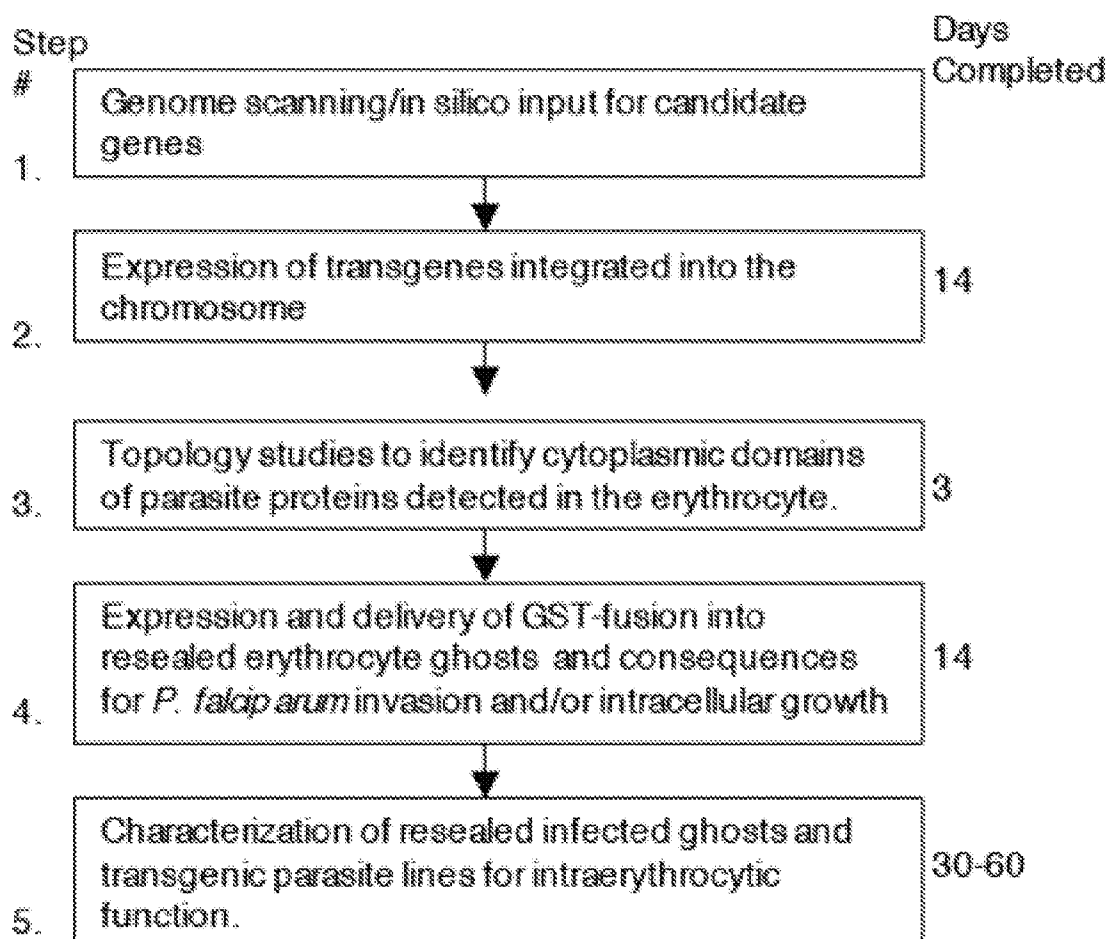 Step
#
Days
Completed
Genome scanning/in silico input for candidate
genes
1.
Expression of transgenes integrated into the
chromosome
14
2.
Topology studies to identify cytoplasmic domains
of parasite proteins detected in the erythrocyte.
3
3.
Expression and delivery of GST-fusion into
resealed erythrocyte ghosts and consequences
for P. falciparum invasion and/or intracellular growth
14
4.
Characterization of resealed infected ghosts and
transgenic parasite lines for intraerythrocytic
function.
30-60
5.